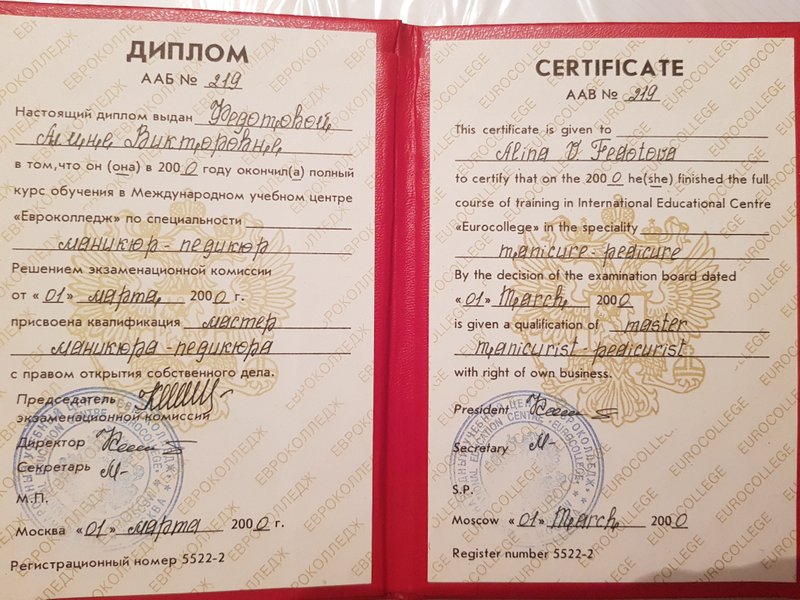 ДИПЛОМ
ААБ № 219
Настоящий диплом выдан Федотовой
Алине Викторовне
в том,что он (она) в 2000 году окончил(а) полный
курс обучения в Международном учебном центре
«Евроколледж» по специальности
маникюр-педикюр
Решением экзаменационной комиссии
от «01» марта 2000 г.
присвоена квалификация мастер
маникюра-педикюра
с правом открытия собственного дела.
Председатель
экзаменационной комиссии
Директор
Секретарь
М.П.
Москва «01» марта 2000 г.
Регистрационный номер 5522-2
CERTIFICATE
AAB № 219
This certificate is given to
Alina V. Fedotova
to certify that on the 2000 he(she) finished the full
course of training in International Educational Centre
«Eurocollege» in the speciality
manicure-pedicure
By the decision of the examination board dated
«01» March 2000
is given a qualification of master
manicurist-pedicurist
with right of own business.
President
Secretary
S.P.
Moscow «01» March 2000
Register number 5522-2